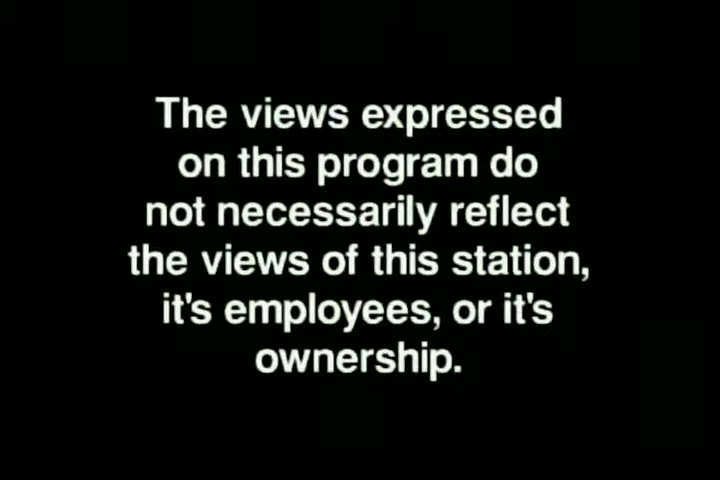 The views expressed
on this program do
not necessarily reflect
the views of this station,
it's employees, or it's
ownership.